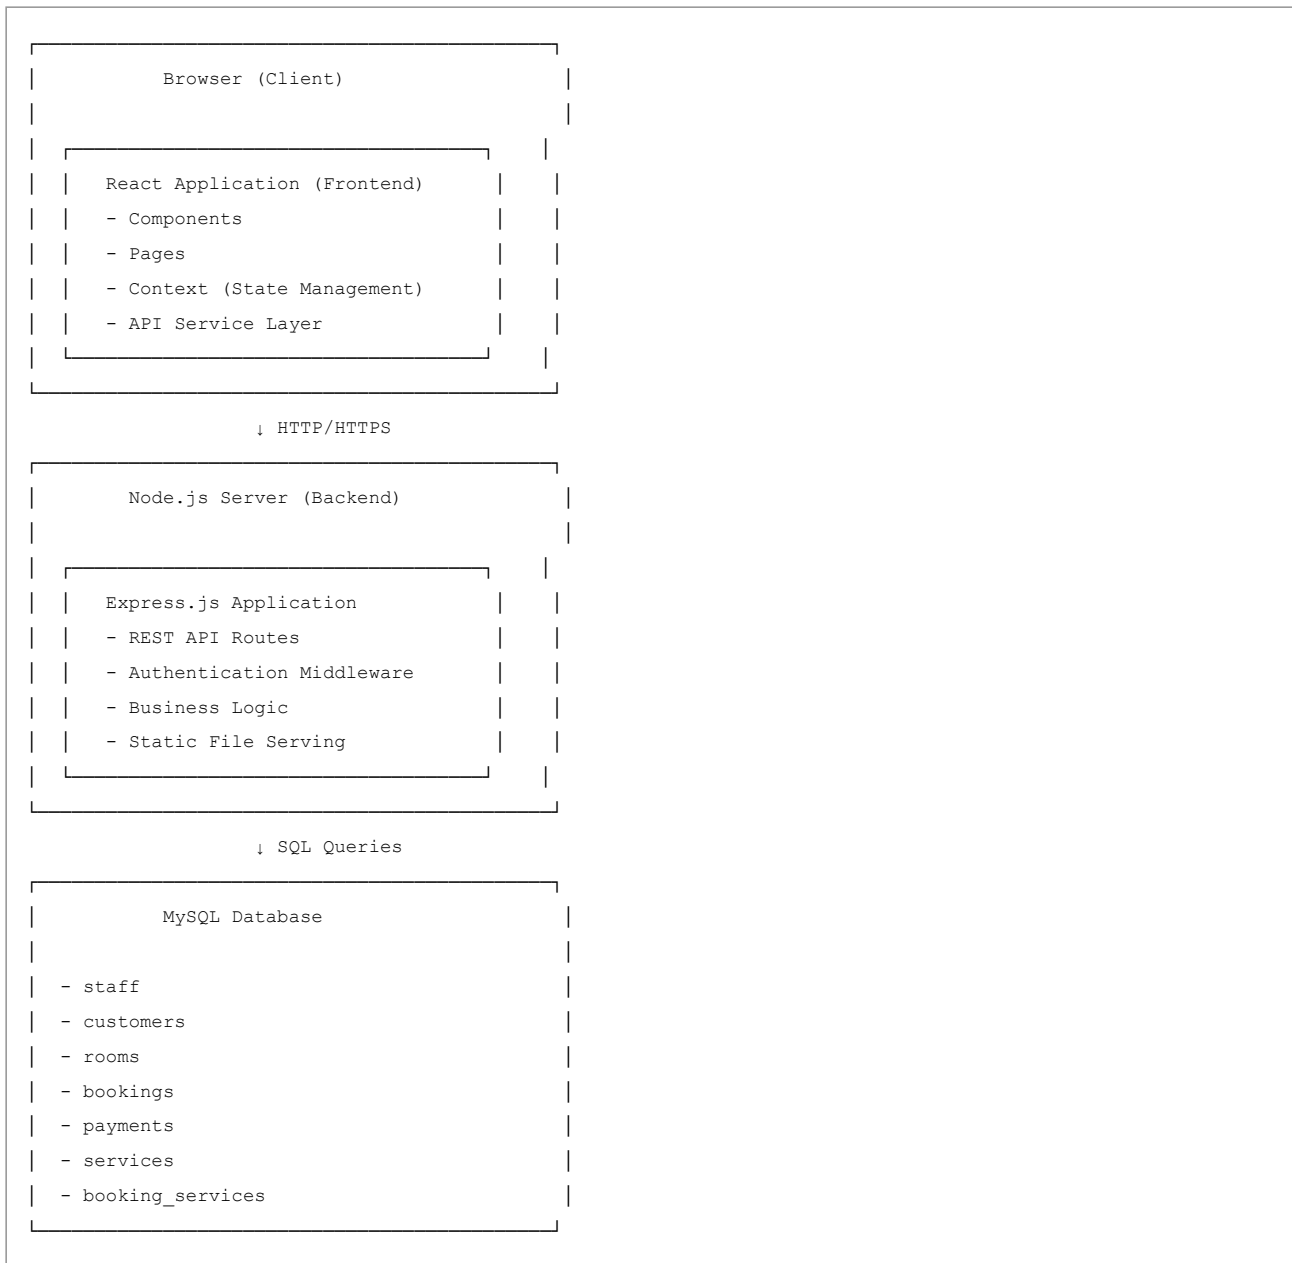 Browser (Client)
React Application (Frontend)
- Components
- Pages
- Context (State Management)
- API Service Layer
↓ HTTP/HTTPS
Node.js Server (Backend)
Express.js Application
- REST API Routes
- Authentication Middleware
- Business Logic
- Static File Serving
↓ SQL Queries
MySQL Database
- staff
- customers
- rooms
- bookings
- payments
- services
- booking_services